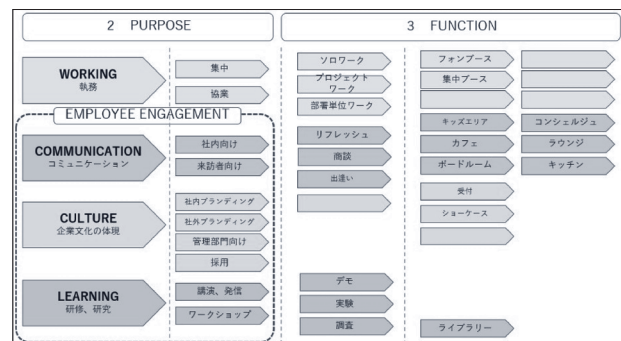 2 PURPOSE
3 FUNCTION
WORKING
執務
集中
協業
EMPLOYEE ENGAGEMENT
COMMUNICATION
コミュニケーション
社内向け
来訪者向け
CULTURE
企業文化の体現
社内ブランディング
社外ブランディング
管理部門向け
採用
LEARNING
研修、研究
講演、発信
ワークショップ
ソロワーク
プロジェクト
ワーク
部署単位ワーク
リフレッシュ
商談
出逢い
デモ
実験
調査
フォンブース
集中ブース
キッズエリア
カフェ
ボードルーム
コンシェルジュ
ラウンジ
キッチン
受付
ショーケース
ライブラリー